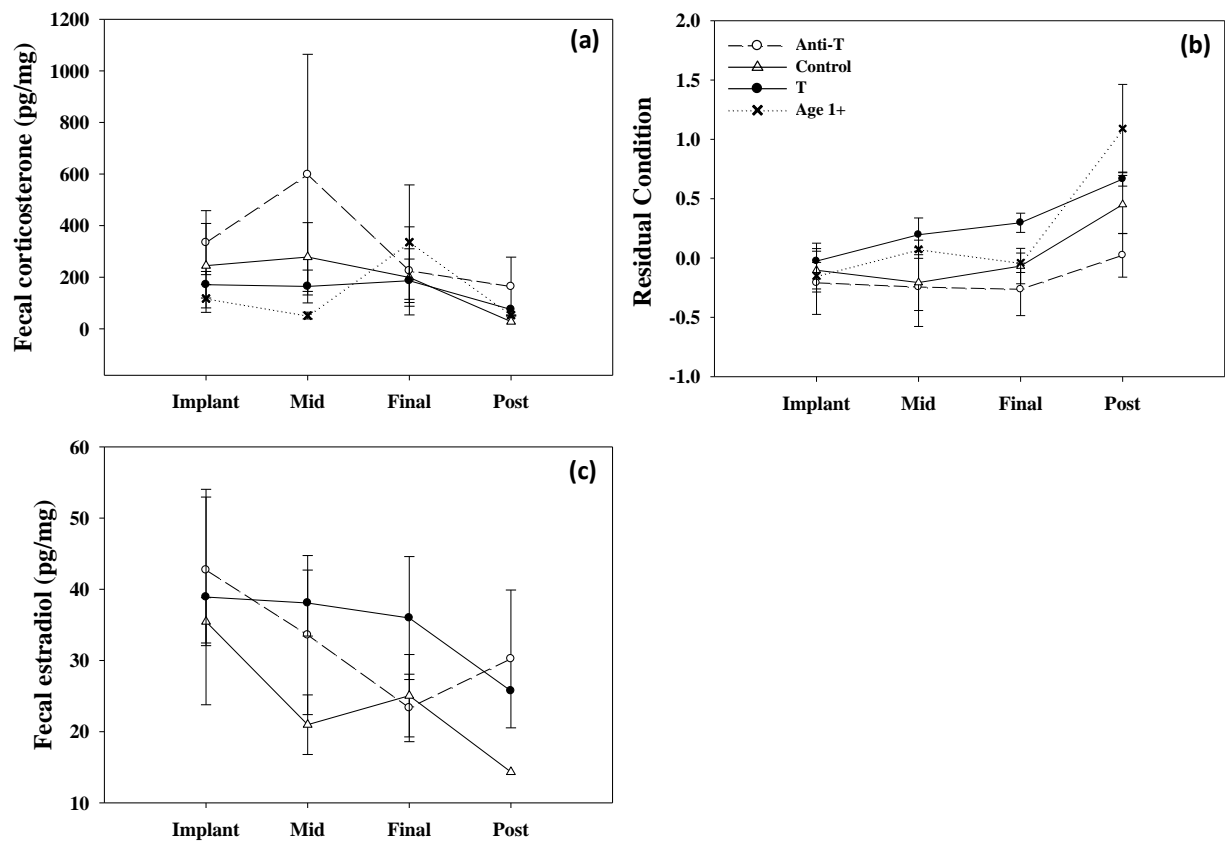 (a)
Fecal corticosterone (pg/mg)
1200
1000
800
600
400
200
0
Implant Mid Final Post
(b)
Anti-T
Control
T
Age 1+
Residual Condition
2.0
1.5
1.0
0.5
0.0
-0.5
-1.0
Implant Mid Final Post
(c)
Fecal estradiol (pg/mg)
60
50
40
30
20
10
Implant Mid Final Post